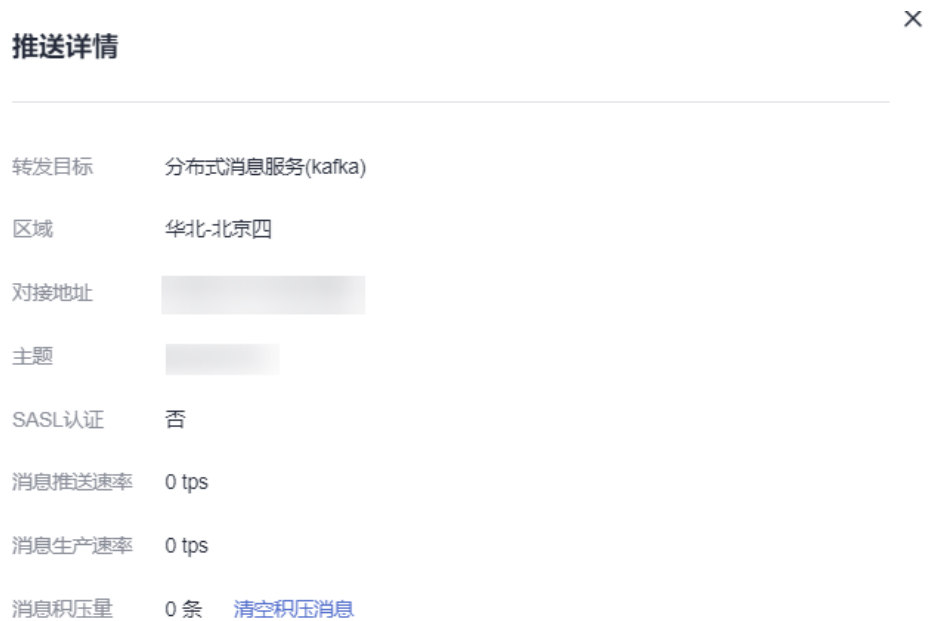 推送详情
转发目标 分布式消息服务(kafka)
区域 华北-北京四
对接地址
主题
SASL认证 否
消息推送速率 0 tps
消息生产速率 0 tps
消息积压量 0 条 清空积压消息